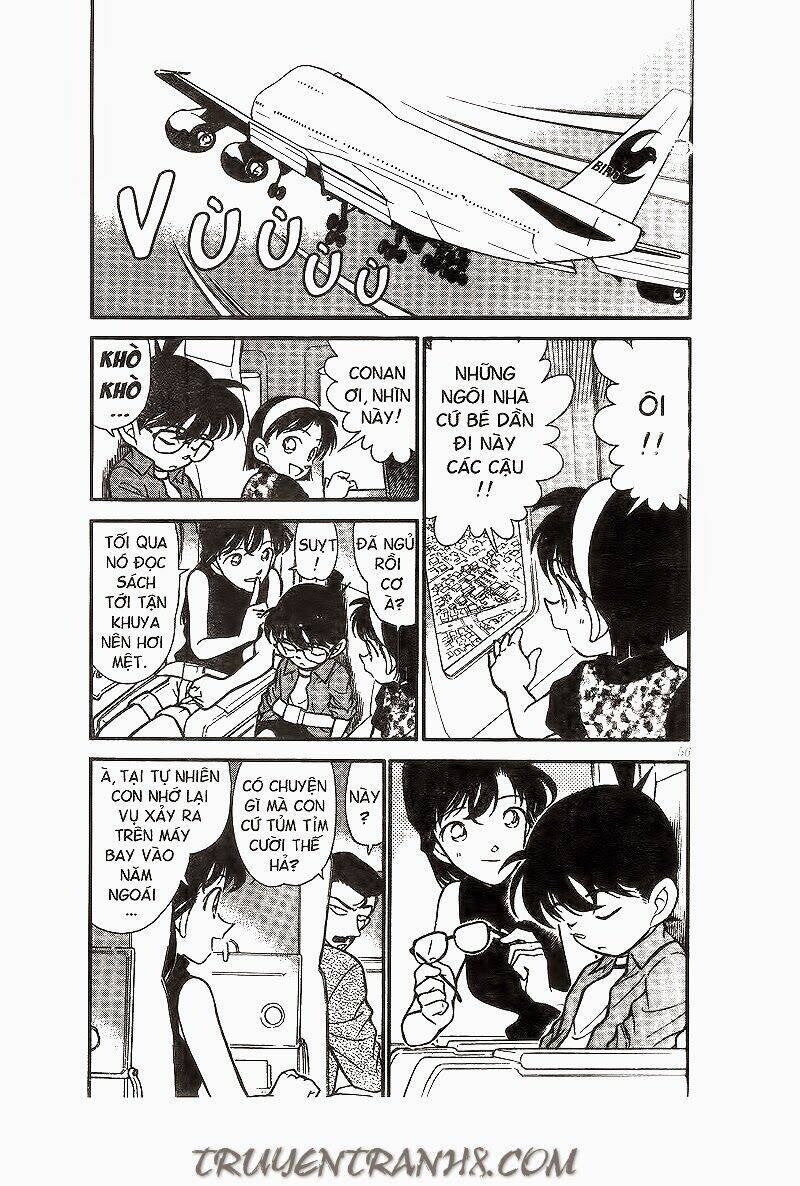 BIRD
VÙÙÙÙ
ÔI
!!
NHỮNG
NGÔI NHÀ
CỨ BÉ DẦN
ĐI NÀY
CÁC CẬU
!!
CONAN
ƠI, NHÌN
NÀY!
KHÒ
KHÒ
...
ĐÃ NGỦ
RỒI
CƠ
À?
SUỴT
!
TỐI QUA
NÓ ĐỌC
SÁCH
TỚI TẬN
KHUYA
NÊN HƠI
MỆT.
56
NÀY
?
CÓ CHUYỆN
GÌ MÀ CON
CỨ TỦM TỈM
CƯỜI THẾ
HẢ?
À, TẠI TỰ NHIÊN
CON NHỚ LẠI
VỤ XẢY RA
TRÊN MÁY
BAY VÀO
NĂM
NGOÁI
...
TRUYENTRANH8.COM